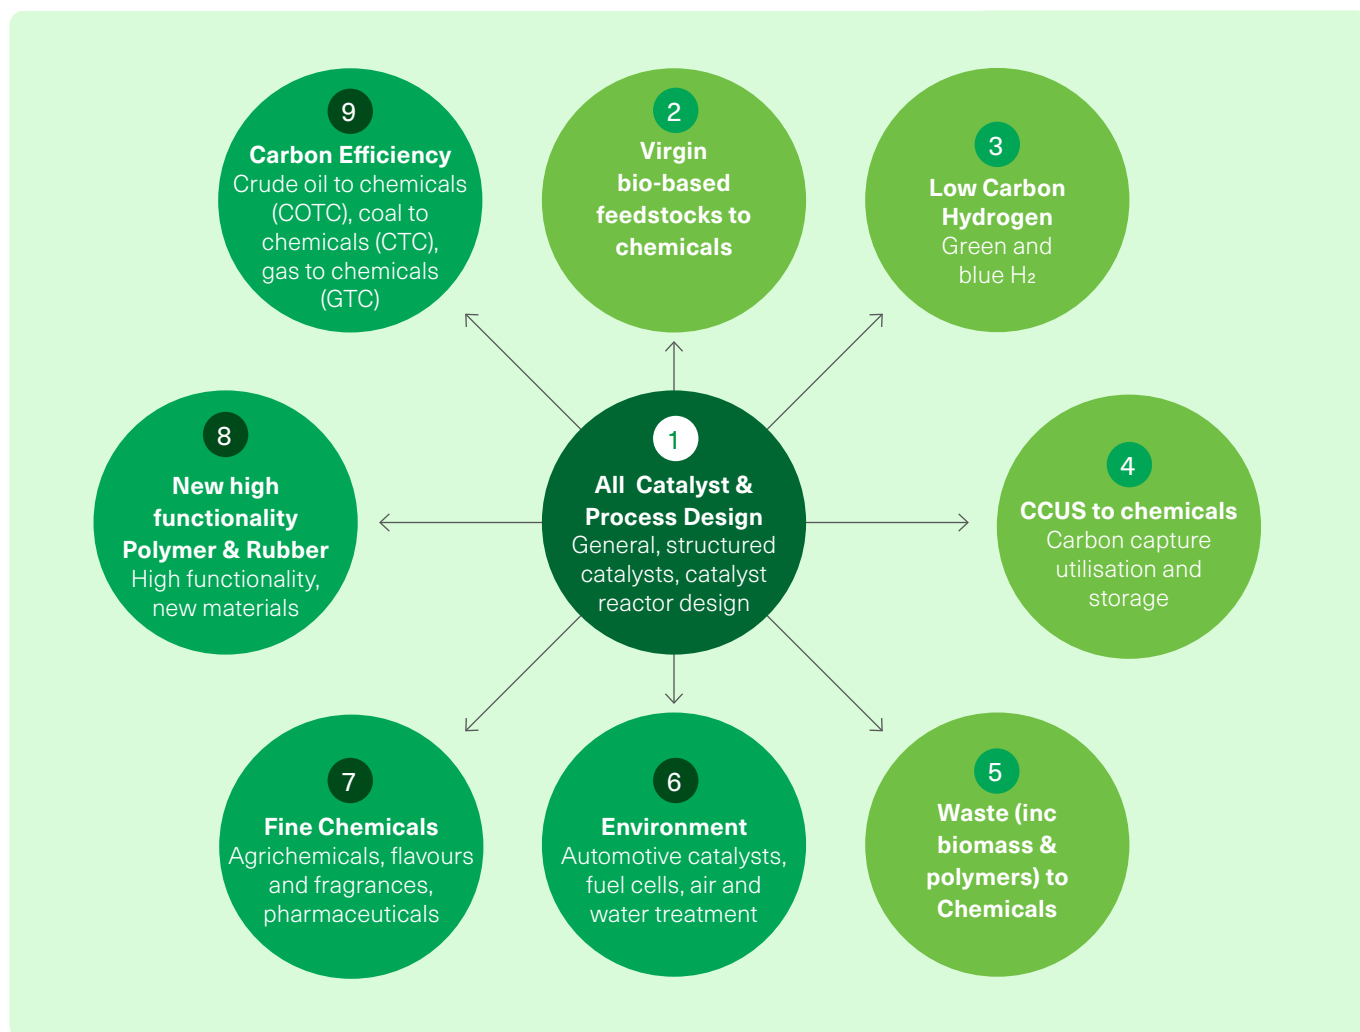 9
Carbon Efficiency
Crude oil to chemicals
(COTC), coal to
chemicals (CTC),
gas to chemicals
(GTC)
2
Virgin
bio-based
feedstocks to
chemicals
3
Low Carbon
Hydrogen
Green and
blue H₂
8
New high
functionality
Polymer & Rubber
High functionality,
new materials
1
All Catalyst &
Process Design
General, structured
catalysts, catalyst
reactor design
4
CCUS to chemicals
Carbon capture
utilisation and
storage
7
Fine Chemicals
Agrichemicals, flavours
and fragrances,
pharmaceuticals
6
Environment
Automotive catalysts,
fuel cells, air and
water treatment
5
Waste (inc
biomass &
polymers) to
Chemicals